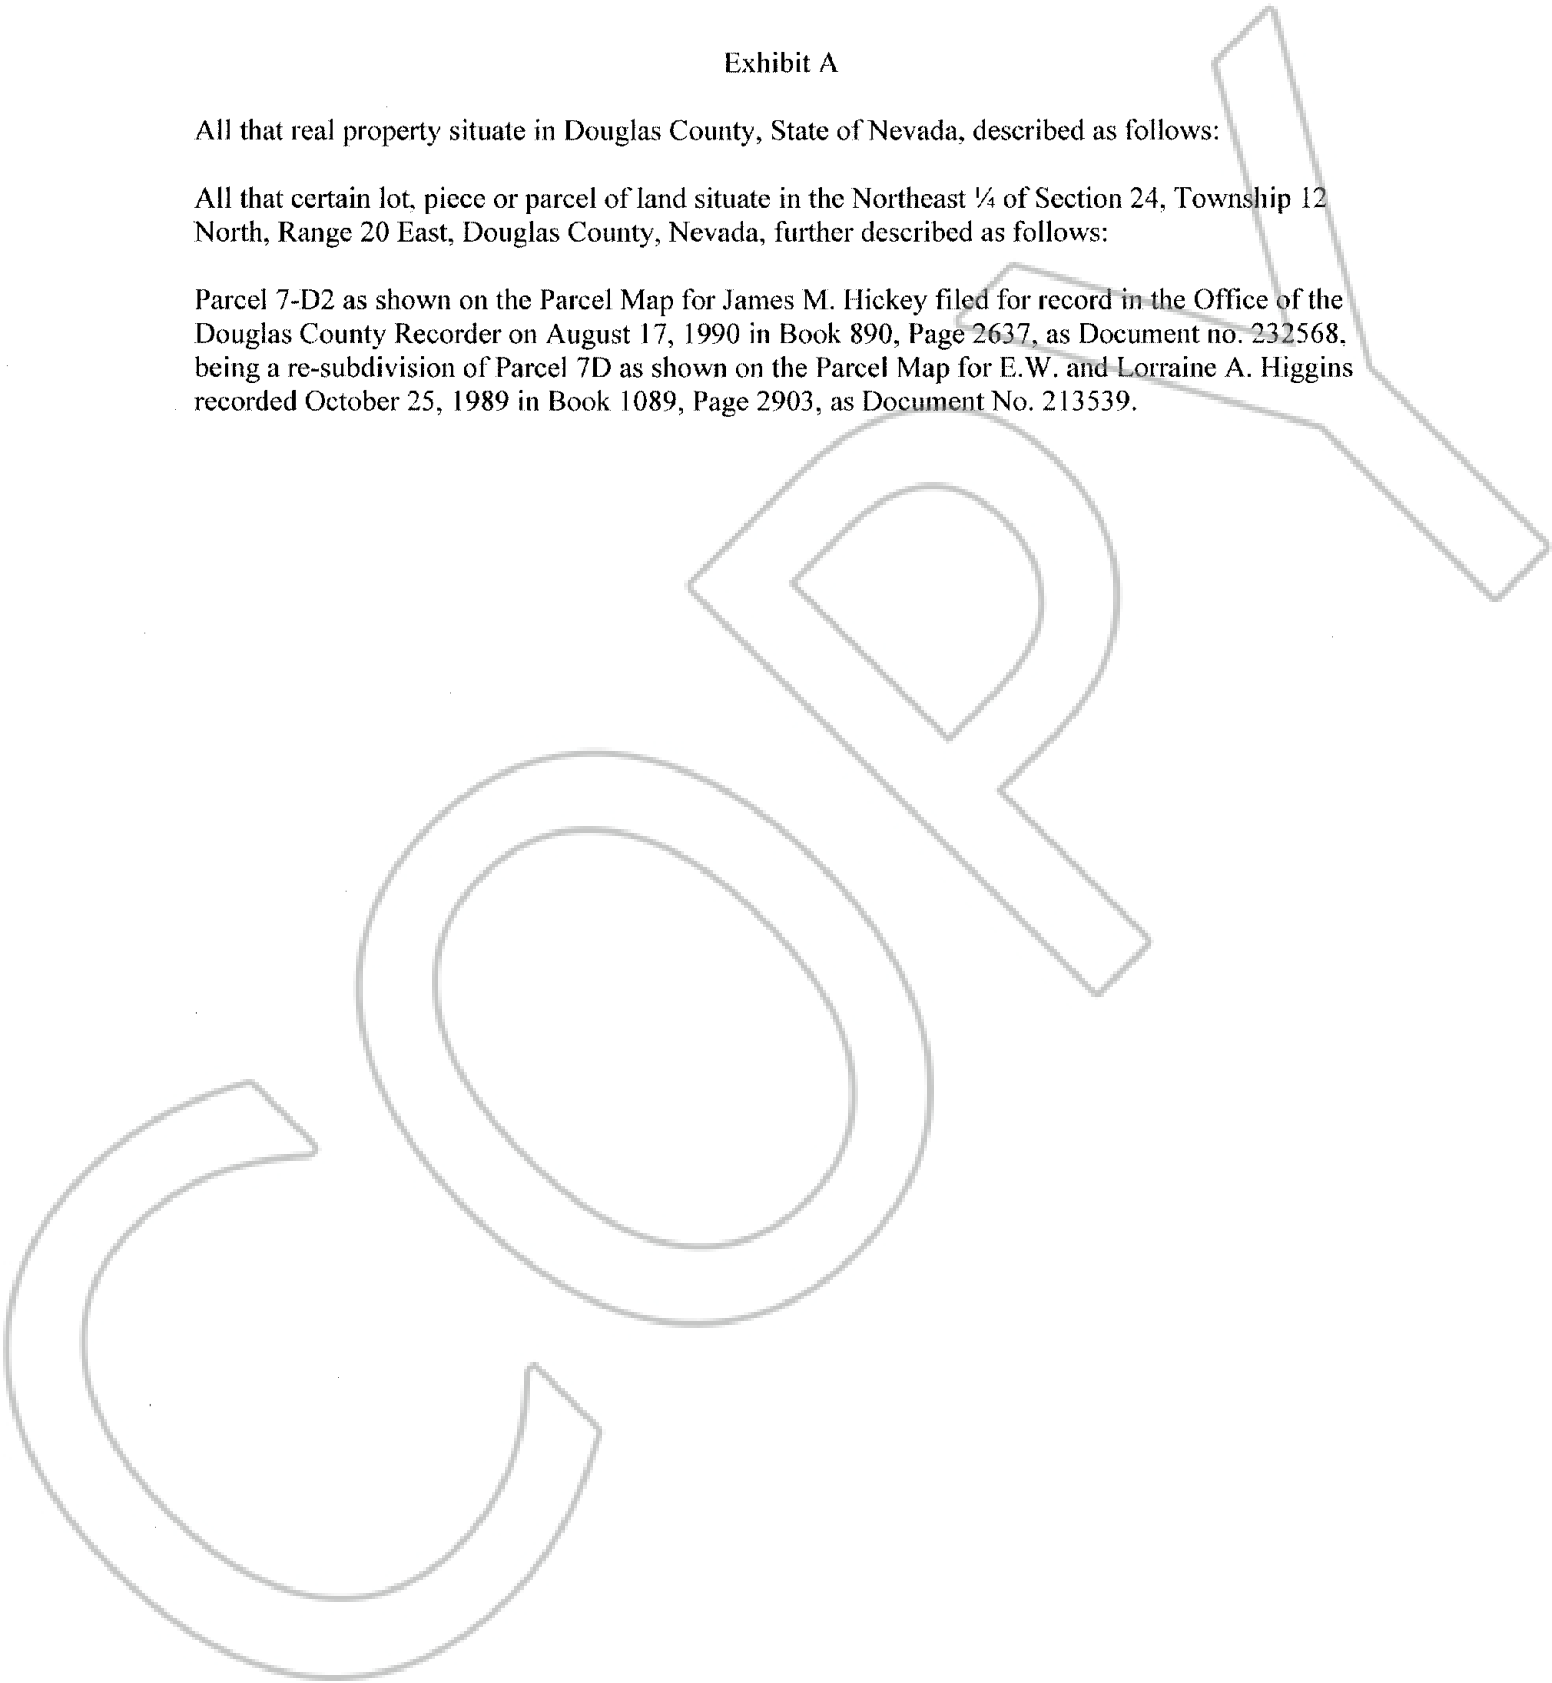 Exhibit A
All that real property situate in Douglas County, State of Nevada, described as follows:
All that certain lot, piece or parcel of land situate in the Northeast ¼ of Section 24, Township 12
North, Range 20 East, Douglas County, Nevada, further described as follows:
Parcel 7-D2 as shown on the Parcel Map for James M. Hickey filed for record in the Office of the
Douglas County Recorder on August 17, 1990 in Book 890, Page 2637, as Document no. 232568,
being a re-subdivision of Parcel 7D as shown on the Parcel Map for E.W. and Lorraine A. Higgins
recorded October 25, 1989 in Book 1089, Page 2903, as Document No. 213539.
COPY